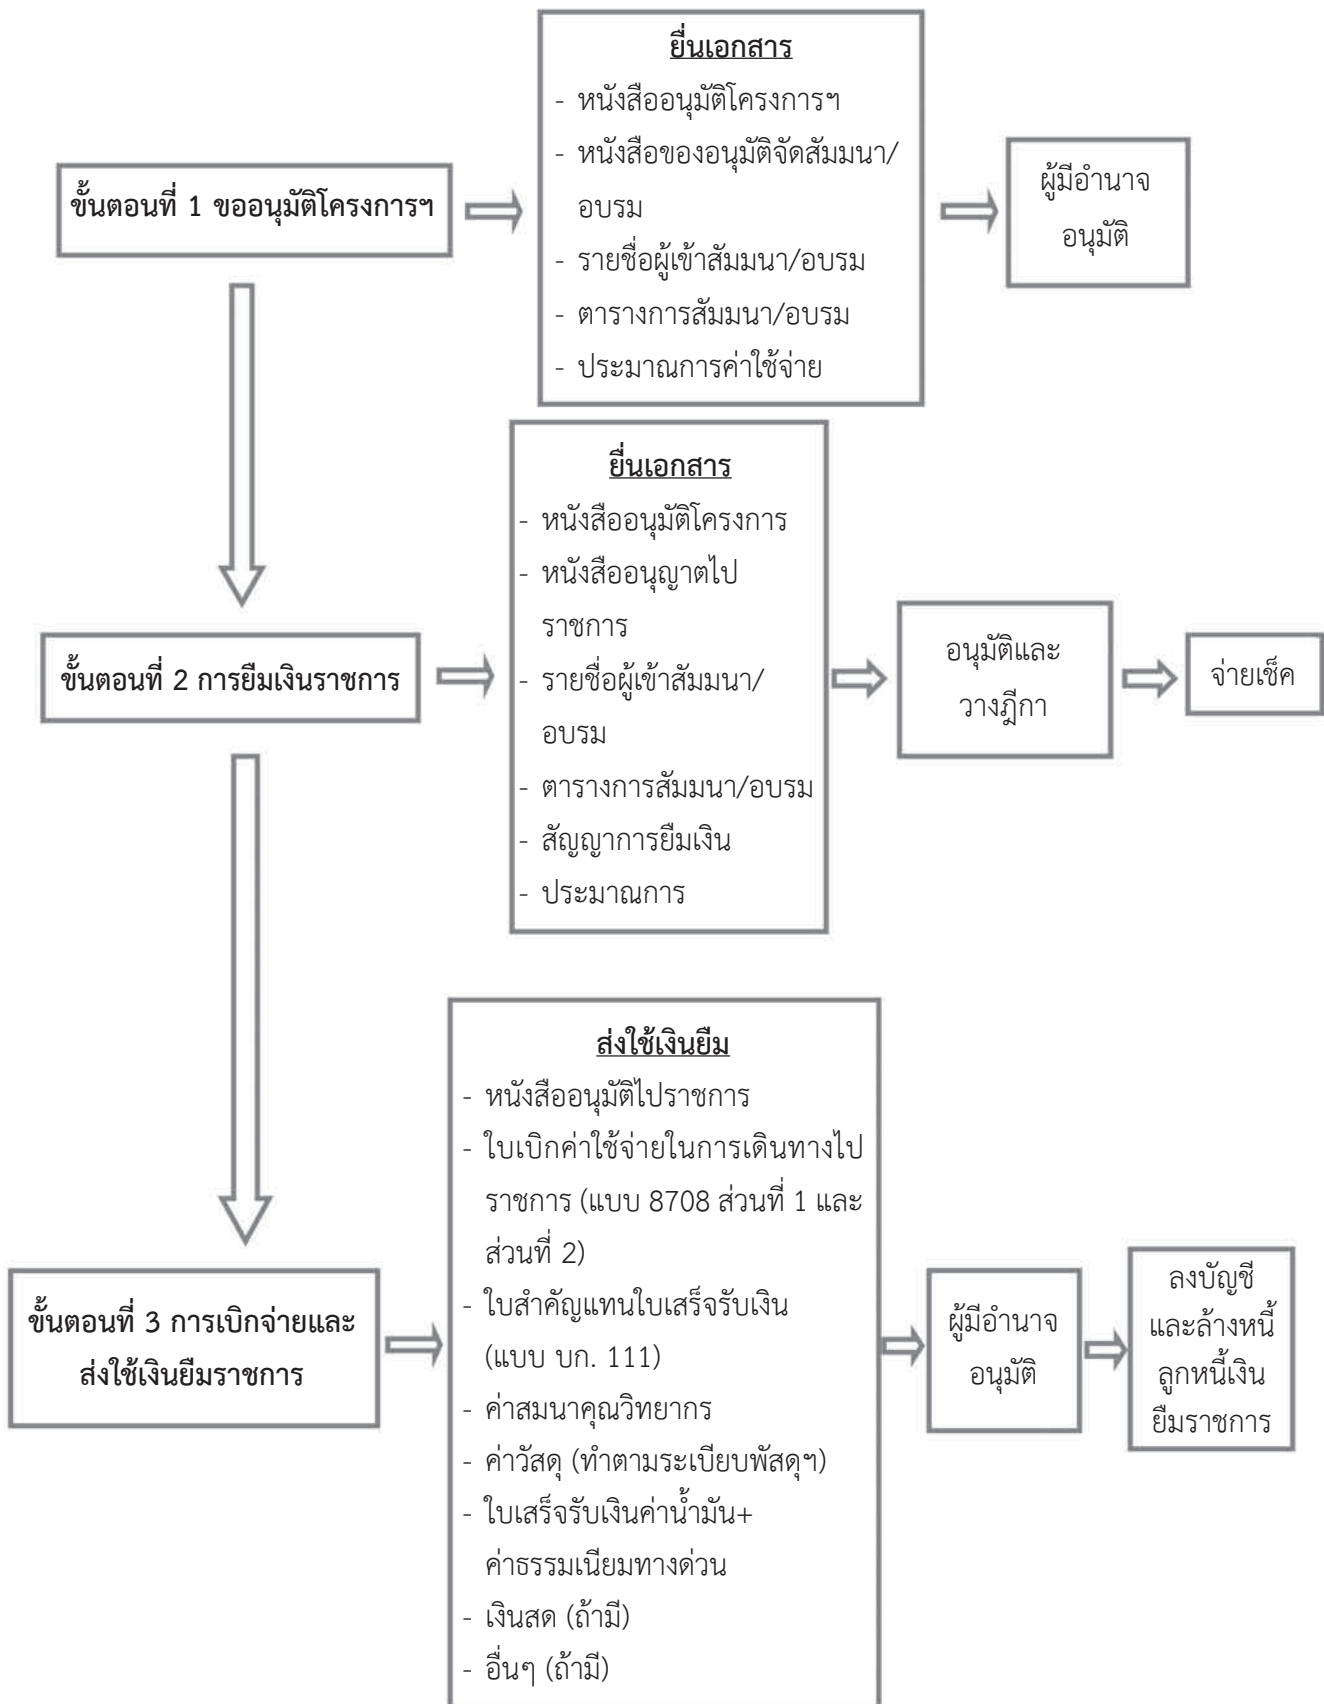 ยื่นเอกสาร
- หนังสืออนุมัติโครงการฯ
- หนังสือของอนุมัติจัดสัมมนา/
อบรม
- รายชื่อผู้เข้าสัมมนา/อบรม
- ตารางการสัมมนา/อบรม
- ประมาณการค่าใช้จ่าย
ขั้นตอนที่ 1 ขออนุมัติโครงการฯ
ผู้มีอำนาจ
อนุมัติ
ยื่นเอกสาร
- หนังสืออนุมัติโครงการ
- หนังสืออนุญาตไป
ราชการ
- รายชื่อผู้เข้าสัมมนา/
อบรม
- ตารางการสัมมนา/อบรม
- สัญญาการยืมเงิน
- ประมาณการ
ขั้นตอนที่ 2 การยืมเงินราชการ
อนุมัติและ
วางฎีกา
จ่ายเช็ค
ส่งใช้เงินยืม
- หนังสืออนุมัติไปราชการ
- ใบเบิกค่าใช้จ่ายในการเดินทางไป
ราชการ (แบบ 8708 ส่วนที่ 1 และ
ส่วนที่ 2)
- ใบสำคัญแทนใบเสร็จรับเงิน
(แบบ บก. 111)
- ค่าสมนาคุณวิทยากร
- ค่าวัสดุ (ทำตามระเบียบพัสดุฯ)
- ใบเสร็จรับเงินค่าน้ำมัน+
ค่าธรรมเนียมทางด่วน
- เงินสด (ถ้ามี)
- อื่นๆ (ถ้ามี)
ขั้นตอนที่ 3 การเบิกจ่ายและ
ส่งใช้เงินยืมราชการ
ผู้มีอำนาจ
อนุมัติ
ลงบัญชี
และล้างหนี้
ลูกหนี้เงิน
ยืมราชการ